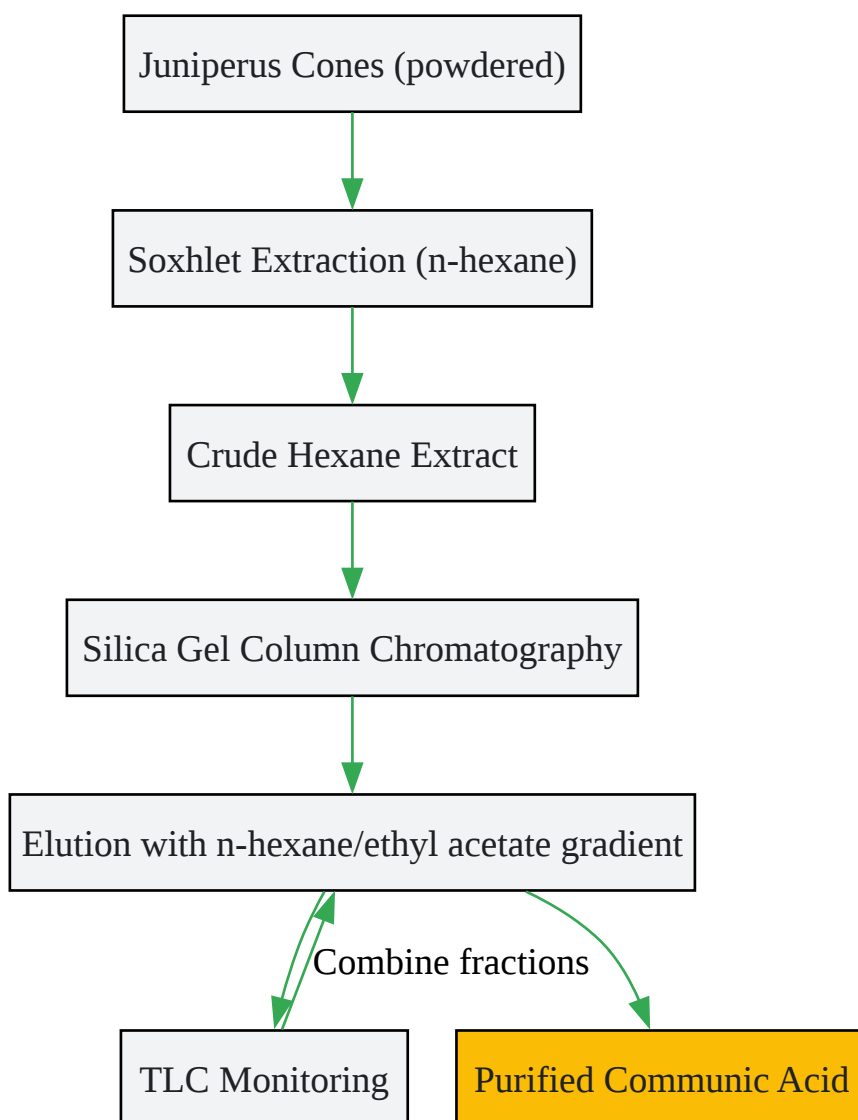 Juniperus Cones (powdered)
Soxhlet Extraction (n-hexane)
Crude Hexane Extract
Silica Gel Column Chromatography
Elution with n-hexane/ethyl acetate gradient
Combine fractions
TLC Monitoring
Purified Communic Acid